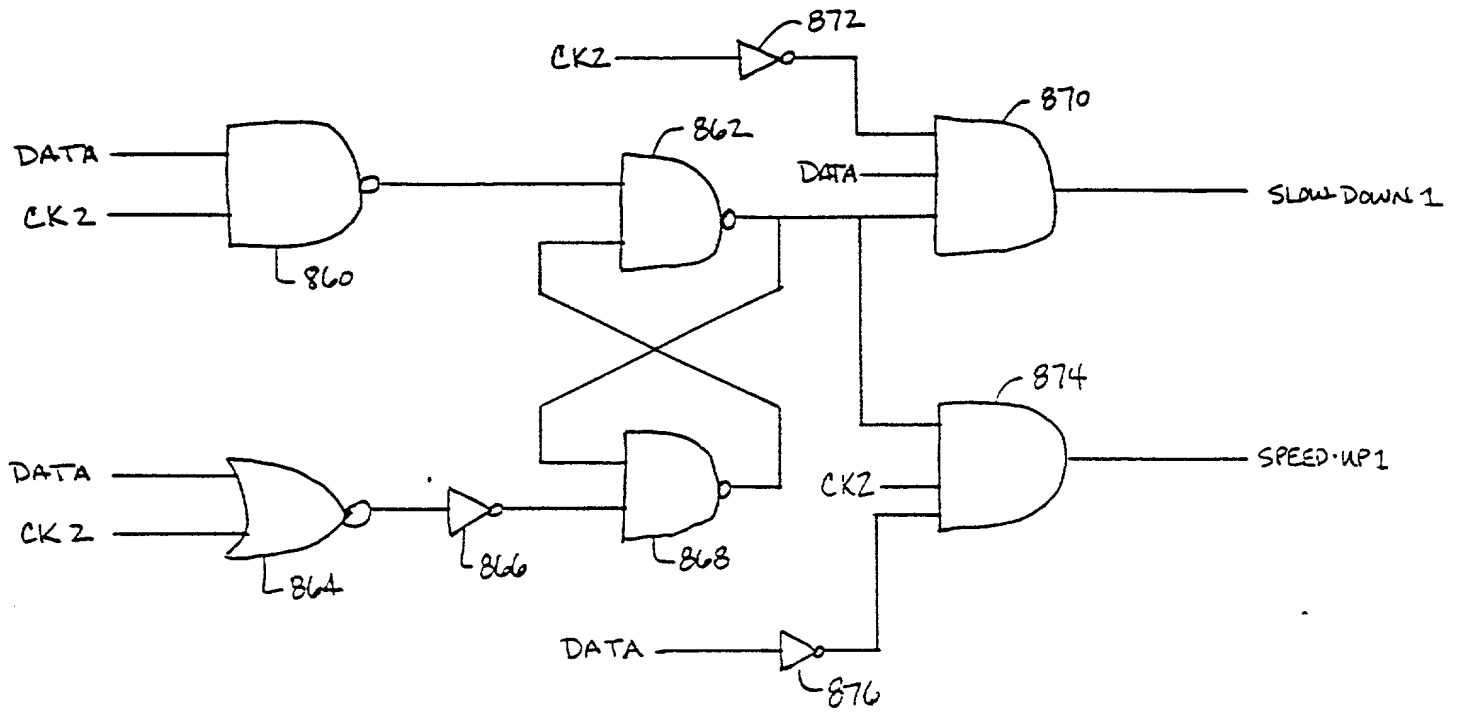 872
CK2
870
DATA
862
DATA
CK2
SLOW-DOWN 1
860
874
DATA
SPEED-UP 1
CK2
CK2
866
868
864
DATA
876